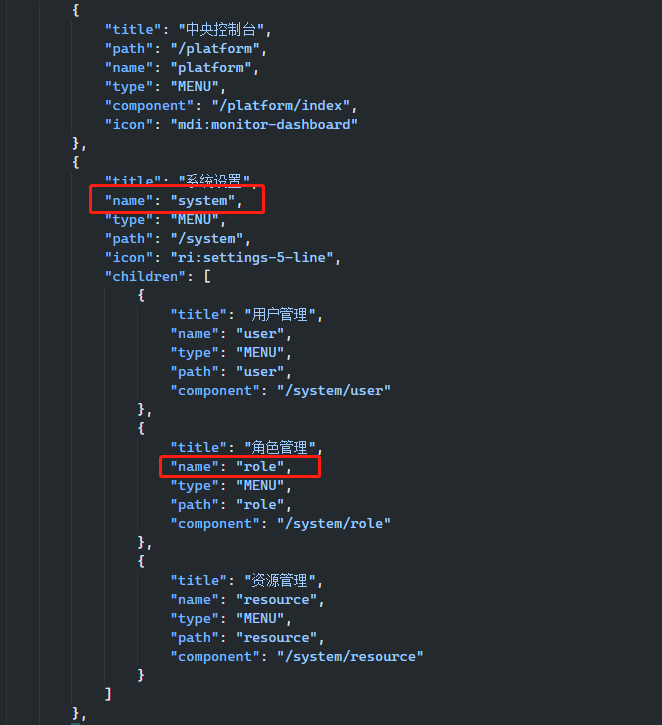 {
"title": "中央控制台",
"path": "/platform",
"name": "platform",
"type": "MENU",
"component": "/platform/index",
"icon": "mdi:monitor-dashboard"
},
{
"title": "系统设置",
"name": "system",
"type": "MENU",
"path": "/system",
"icon": "ri:settings-5-line",
"children": [
{
"title": "用户管理",
"name": "user",
"type": "MENU",
"path": "user",
"component": "/system/user"
},
{
"title": "角色管理",
"name": "role",
"type": "MENU",
"path": "role",
"component": "/system/role"
},
{
"title": "资源管理",
"name": "resource",
"type": "MENU",
"path": "resource",
"component": "/system/resource"
}
]
},